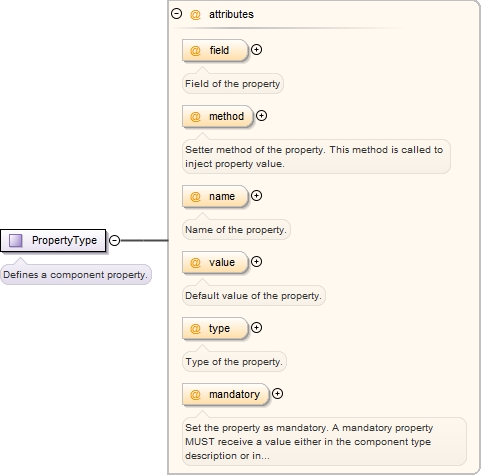 attributes
@ field
Field of the property
@ method
Setter method of the property. This method is called to
inject property value.
@ name
Name of the property.
PropertyType
Defines a component property.
@ value
Default value of the property.
@ type
Type of the property.
@ mandatory
Set the property as mandatory. A mandatory property
MUST receive a value either in the component type
description or in...